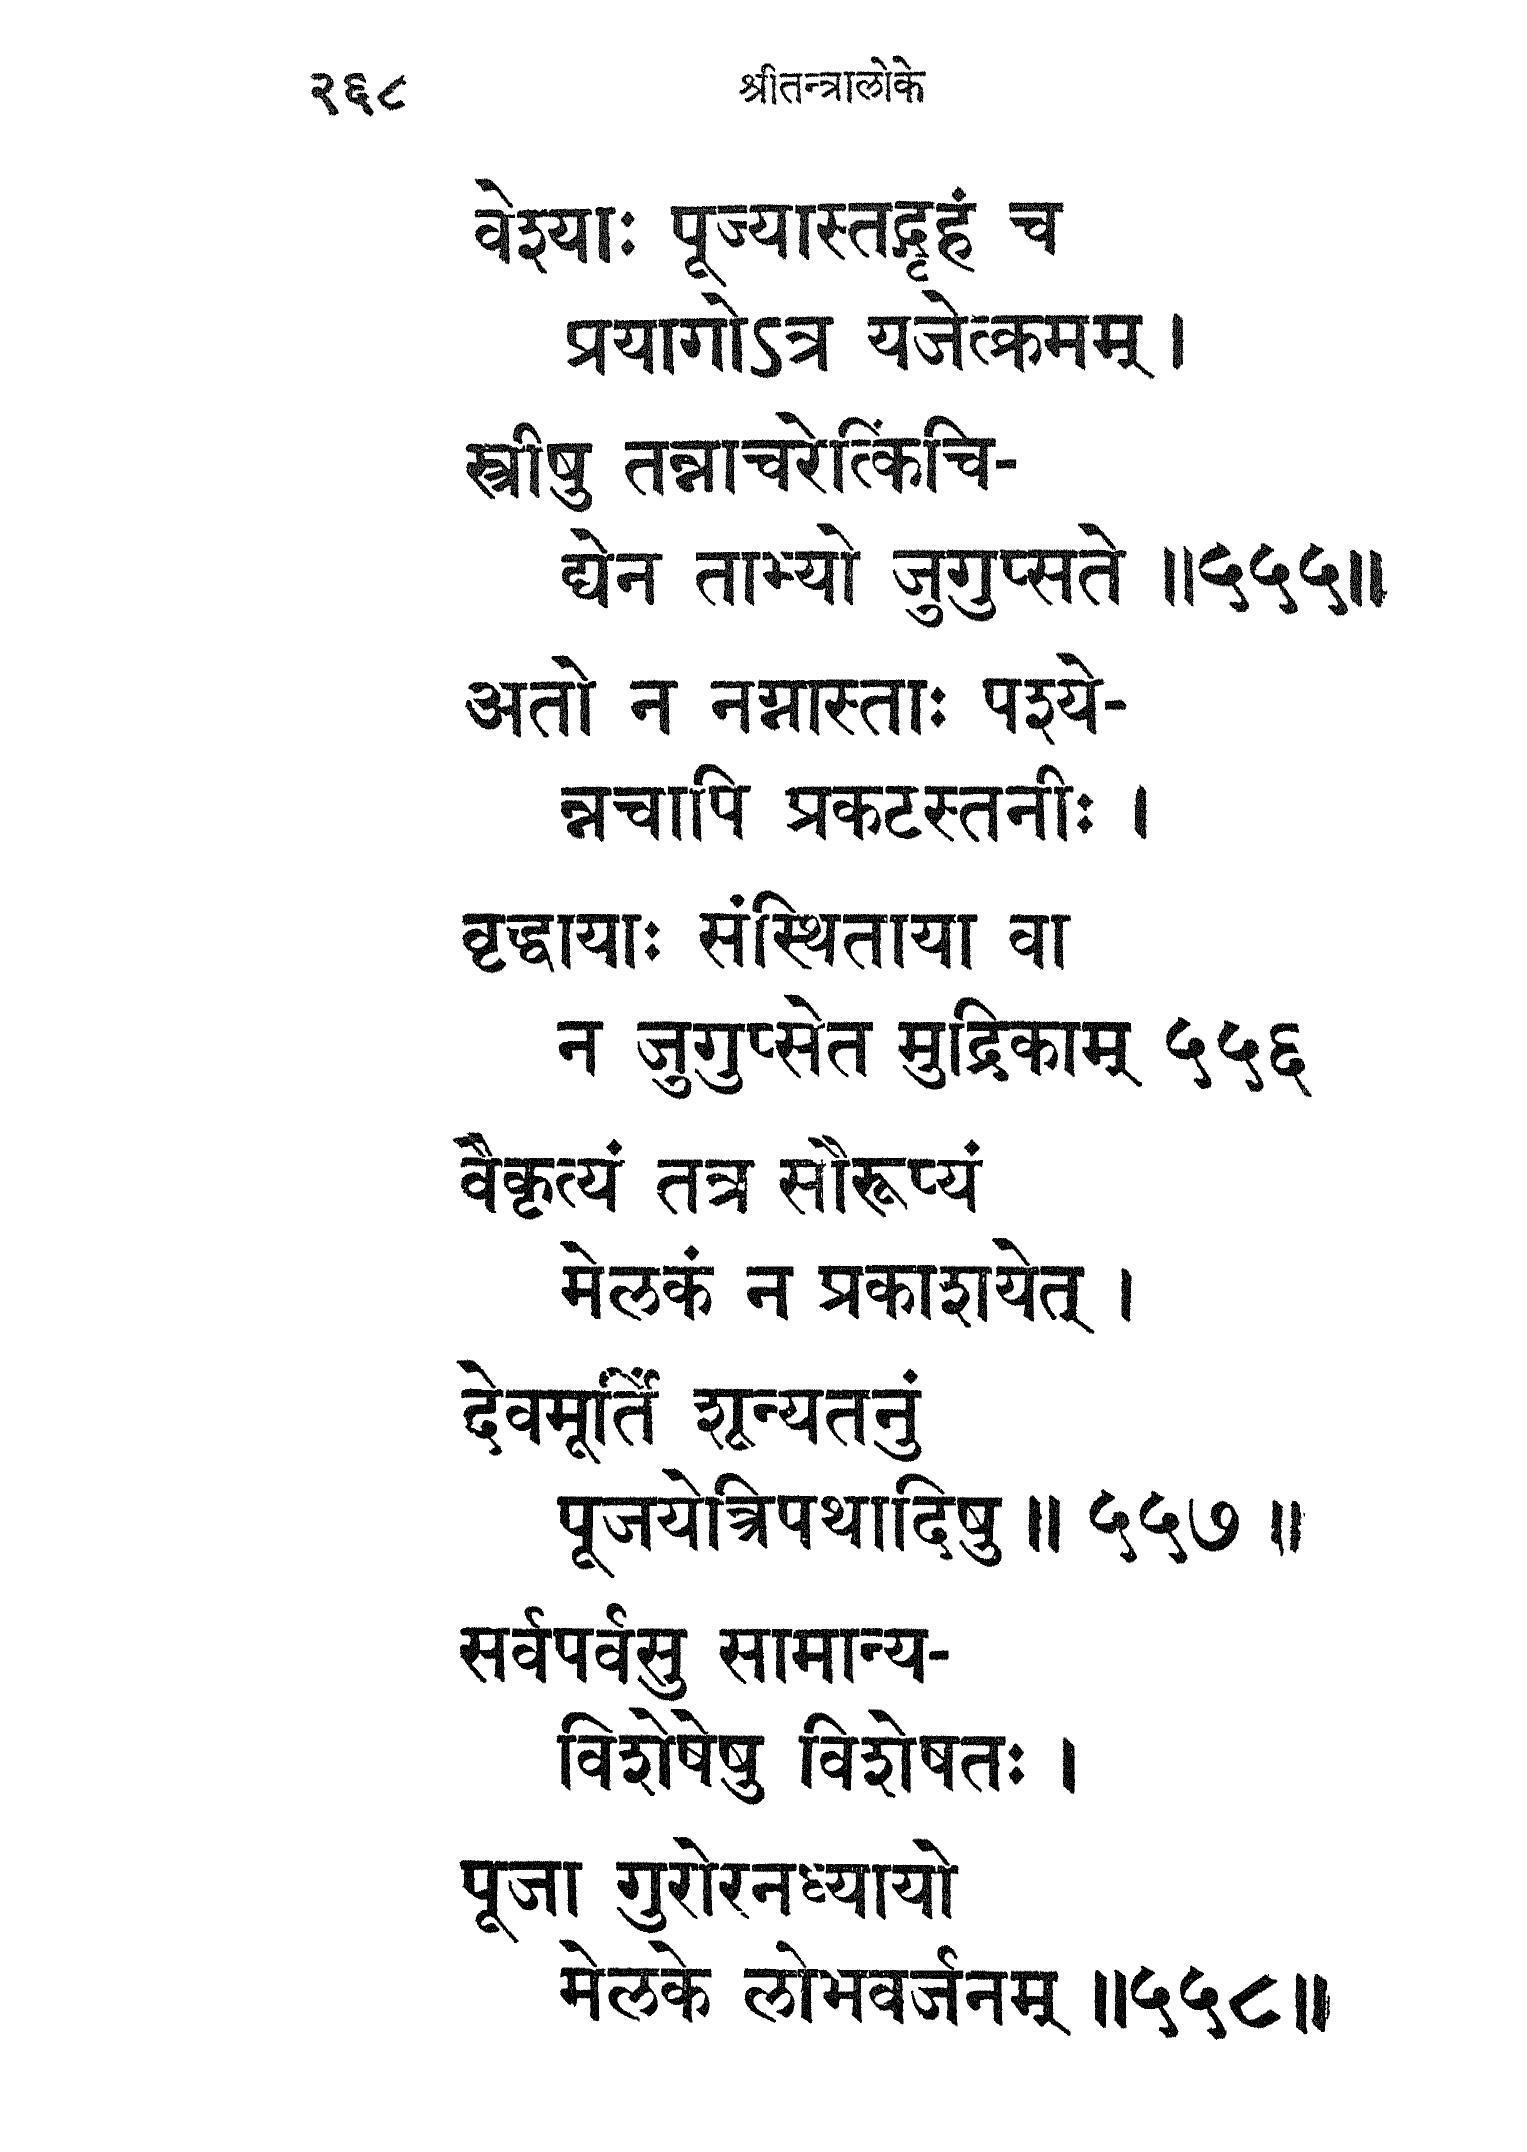 २६८ श्रीतन्त्रालोके
वेश्याः पूज्यास्तद्गृहं च
प्रयागोऽत्र यजेत्क्रमम् ।
स्त्रीषु तन्नाचरेत्किंचि-
द्येन ताभ्यो जुगुप्सते ॥५५५॥
अतो न नग्नास्ताः पश्ये-
न्नचापि प्रकटस्तनीः ।
वृद्धायाः संस्थिताया वा
न जुगुप्सेत मुद्रिकाम् ५५६
वैकृत्यं तत्र सौरूप्यं
मेलकं न प्रकाशयेत् ।
देवमूर्तिं शून्यतनुं
पूजयेत्त्रिपथादिषु ॥ ५५७ ॥
सर्वपर्वसु सामान्य-
विशेषेषु विशेषतः ।
पूजा गुरोरनध्यायो
मेलके लोभवर्जनम् ॥५५८॥